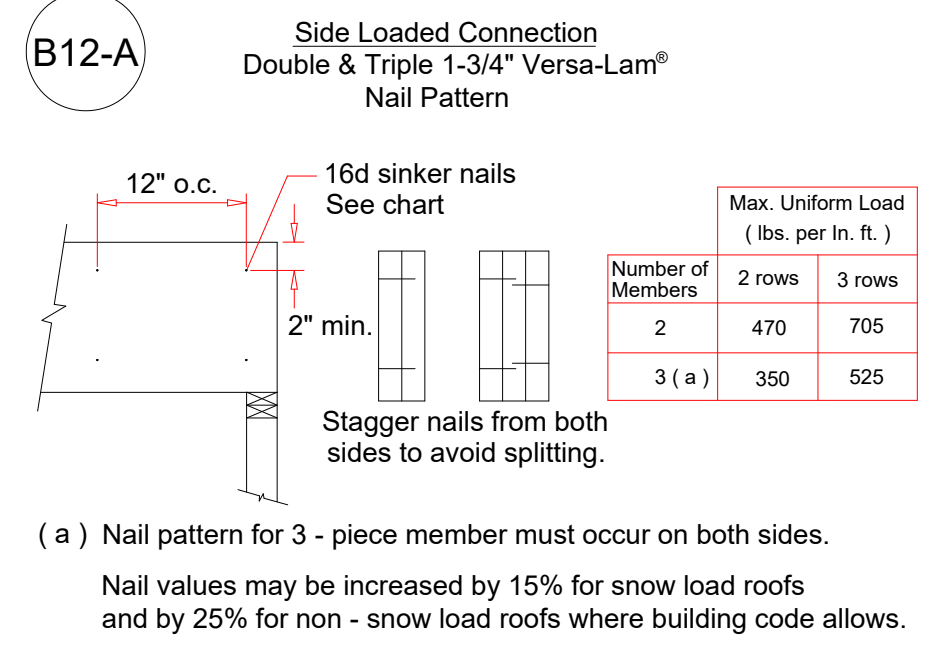 B12-A
Side Loaded Connection
Double & Triple 1-3/4" Versa-Lam®
Nail Pattern
12" o.c.
16d sinker nails
See chart
2" min.
Stagger nails from both
sides to avoid splitting.
Max. Uniform Load
( lbs. per ln. ft. )
Number of
Members
2 rows
3 rows
2
470
705
3 ( a )
350
525
( a ) Nail pattern for 3 - piece member must occur on both sides.
Nail values may be increased by 15% for snow load roofs
and by 25% for non - snow load roofs where building code allows.